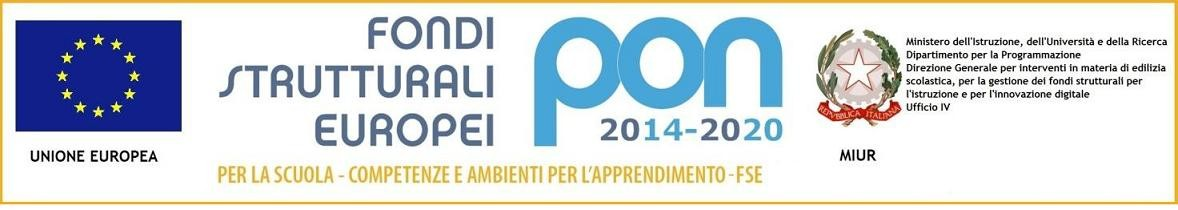 UNIONE EUROPEA
FONDI
STRUTTURALI
EUROPEI
pon
2014-2020
PER LA SCUOLA - COMPETENZE E AMBIENTI PER L'APPRENDIMENTO-FSE
REPVBBLICA ITALIANA
MIUR
Ministero dell'Istruzione, dell'Università e della Ricerca
Dipartimento per la Programmazione
Direzione Generale per interventi in materia di edilizia
scolastica, per la gestione dei fondi strutturali per
l'istruzione e per l'innovazione digitale
Ufficio IV